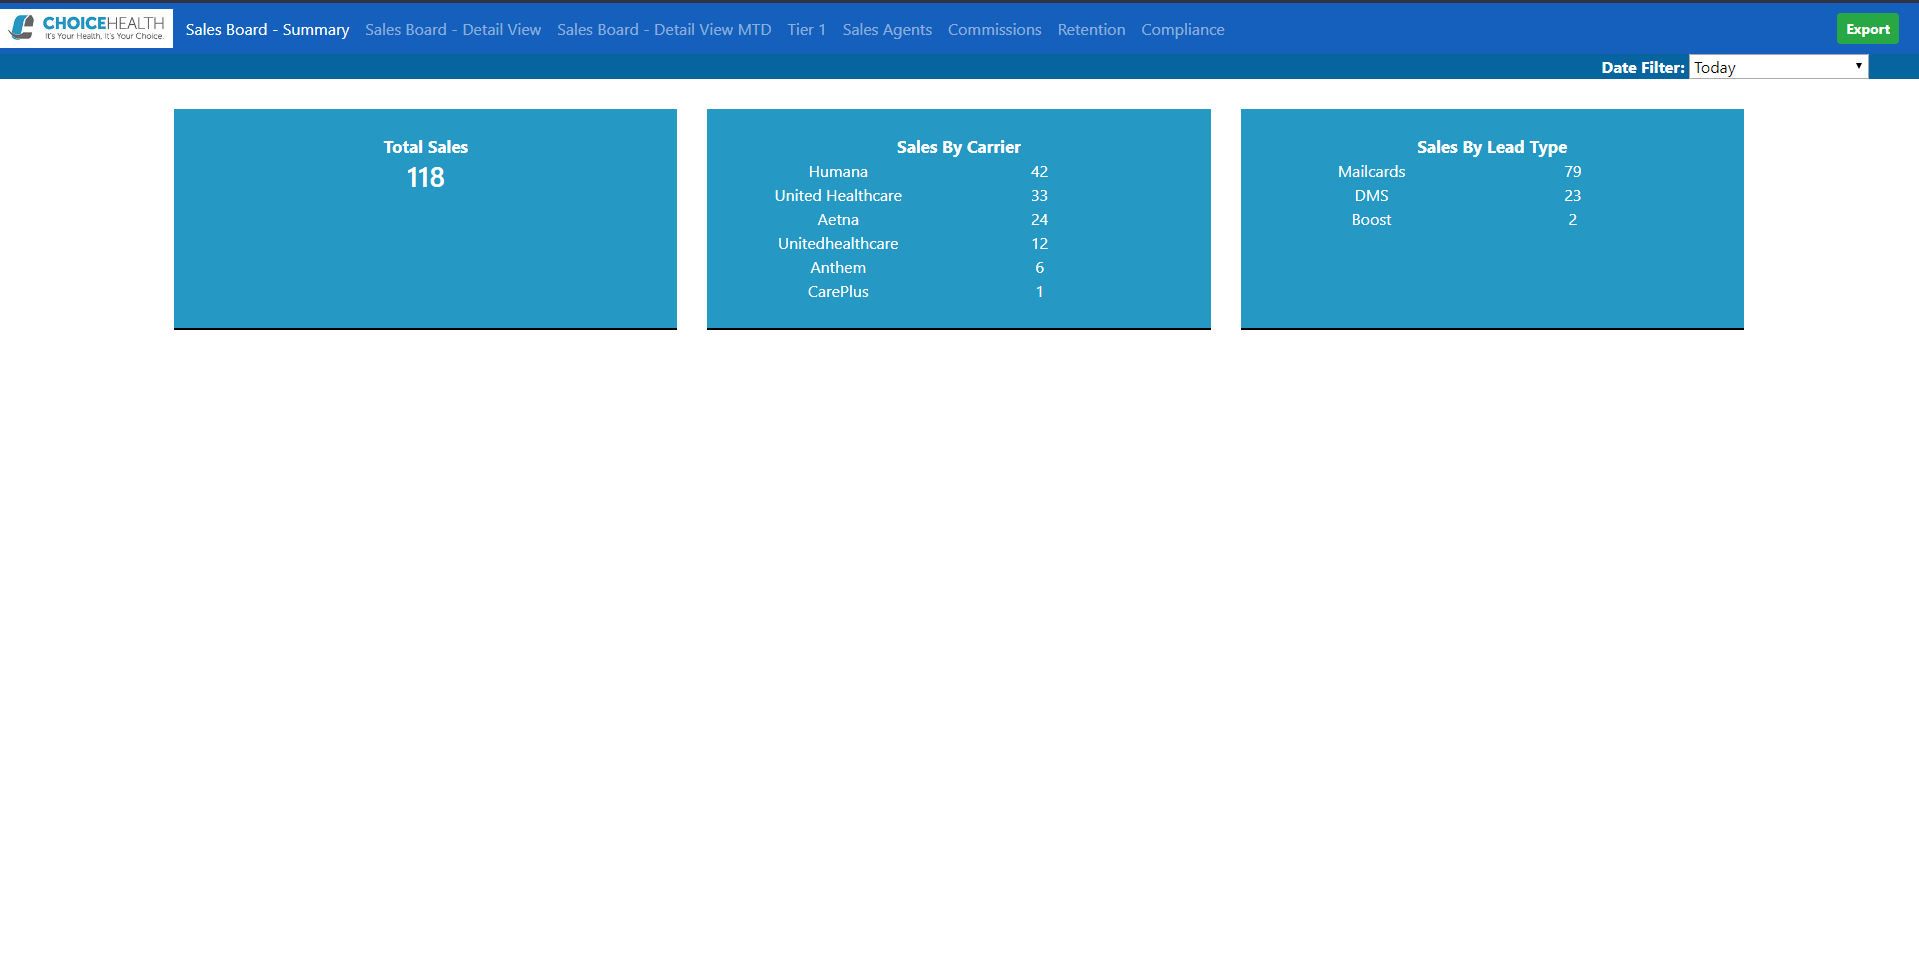 CHOICEHEALTH
It's Your Health, It's Your Choice.
Sales Board - Summary Sales Board - Detail View Sales Board - Detail View MTD Tier 1 Sales Agents Commissions Retention Compliance Export
Date Filter: Today
Total Sales
118
Sales By Carrier
Humana 42
United Healthcare 33
Aetna 24
Unitedhealthcare 12
Anthem 6
CarePlus 1
Sales By Lead Type
Mailcards 79
DMS 23
Boost 2